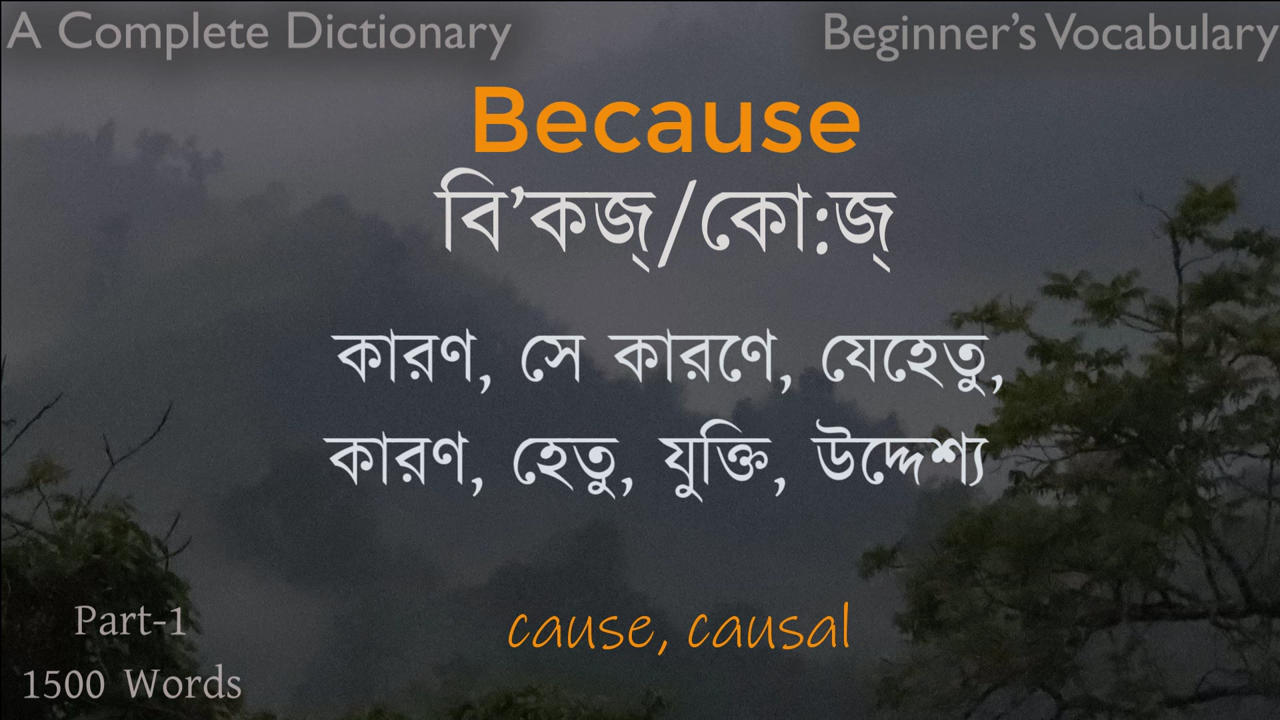 A Complete Dictionary
Beginner's Vocabulary
Because
বি’কজ্/কো:জ্
কারণ, সে কারণে, যেহেতু,
কারণ, হেতু, যুক্তি, উদ্দেশ্য
cause, causal
Part-1
1500 Words